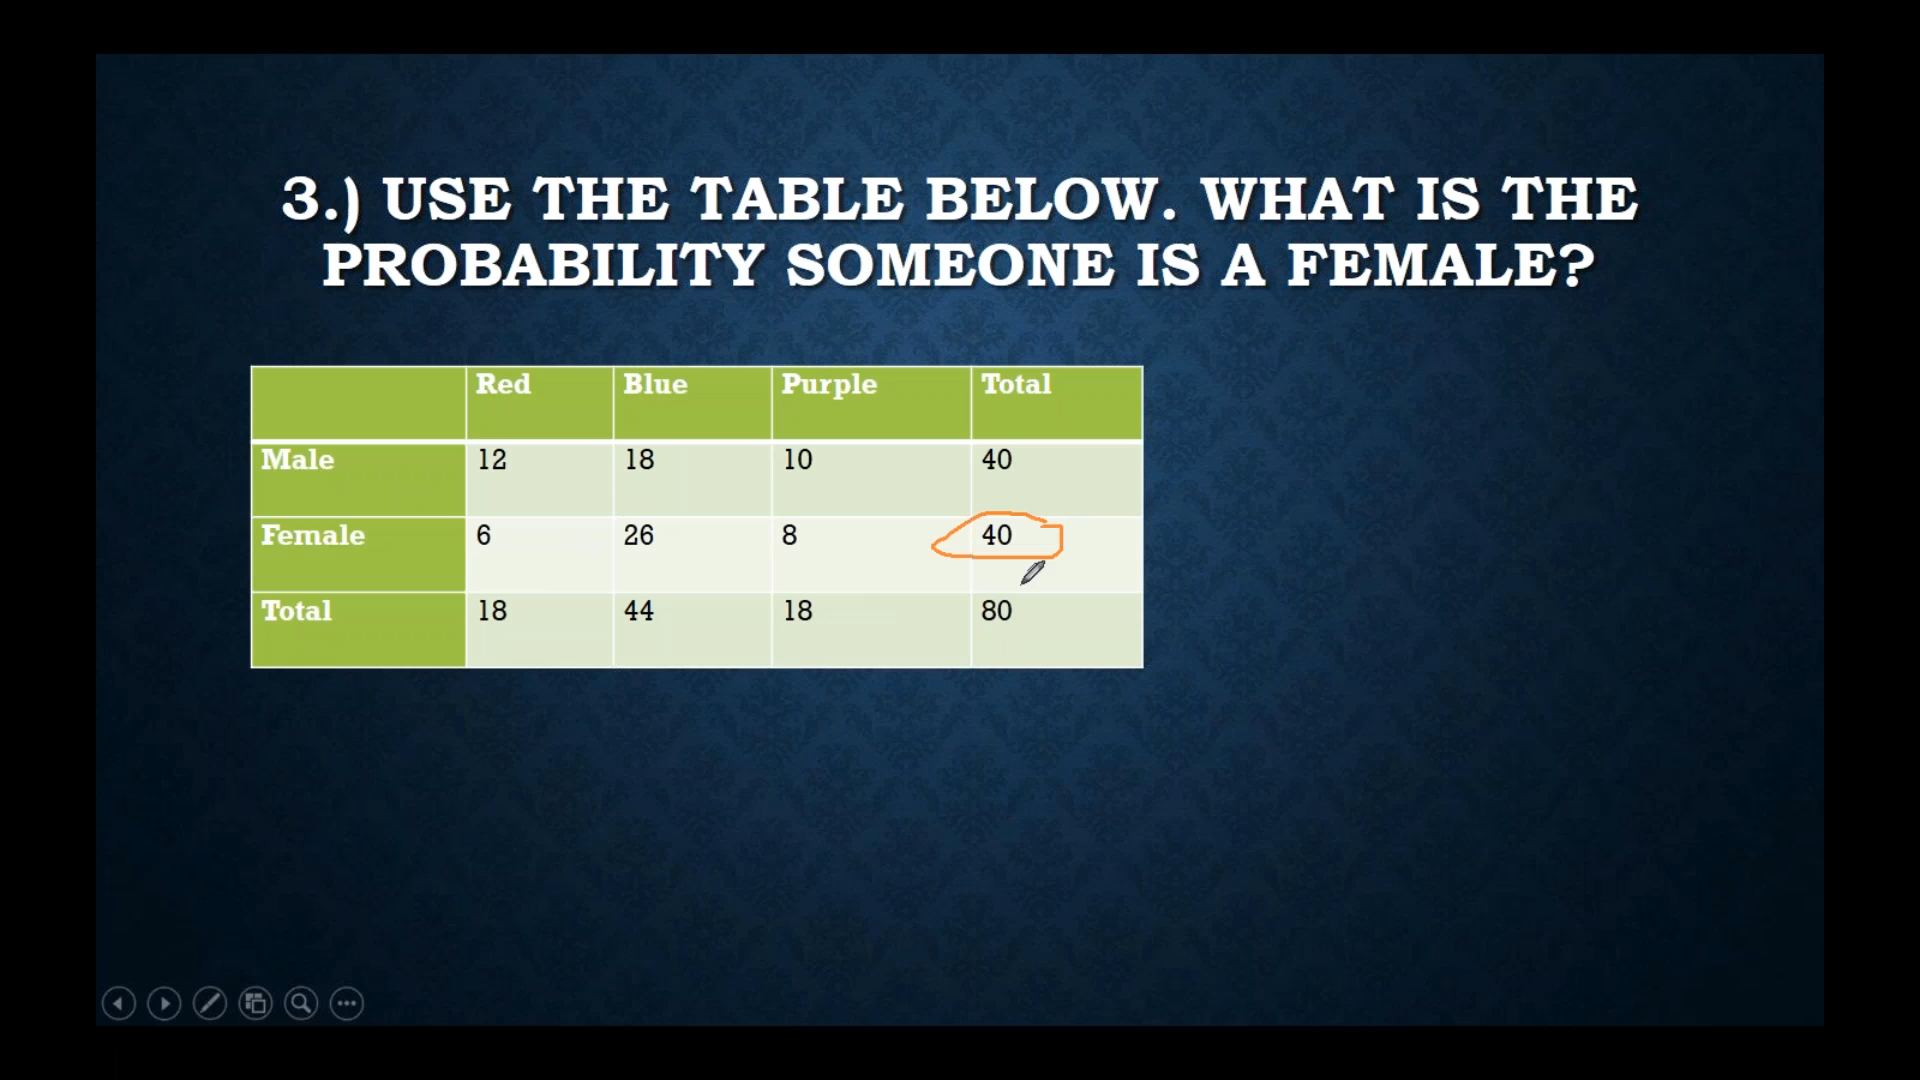 3.) USE THE TABLE BELOW. WHAT IS THE
PROBABILITY SOMEONE IS A FEMALE?
Red Blue Purple Total
Male 12 18 10 40
Female 6 26 8 40
Total 18 44 18 80